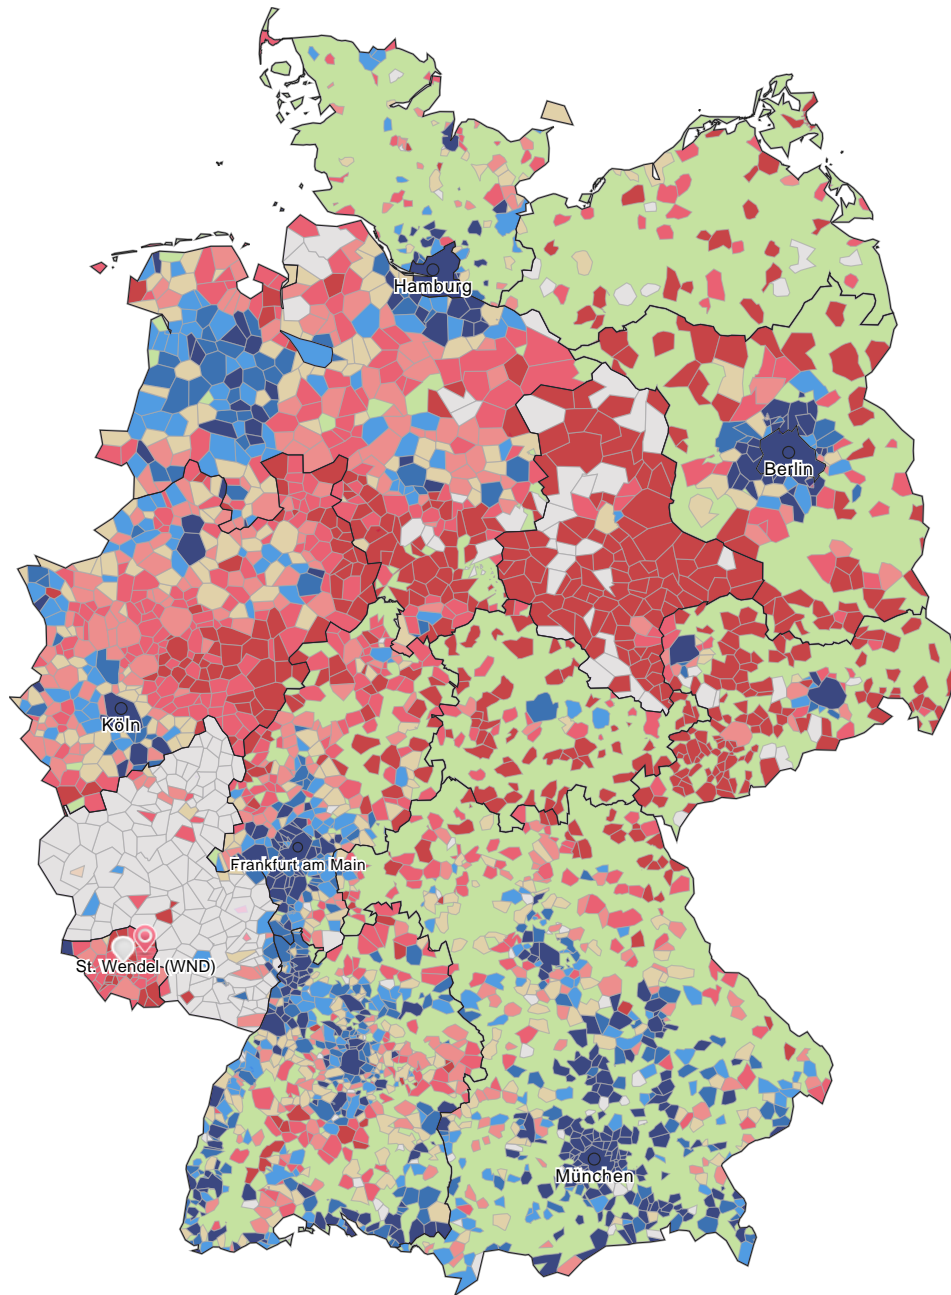 Hamburg
Berlin
Köln
Frankfurt am Main
St. Wendel (WND)
München